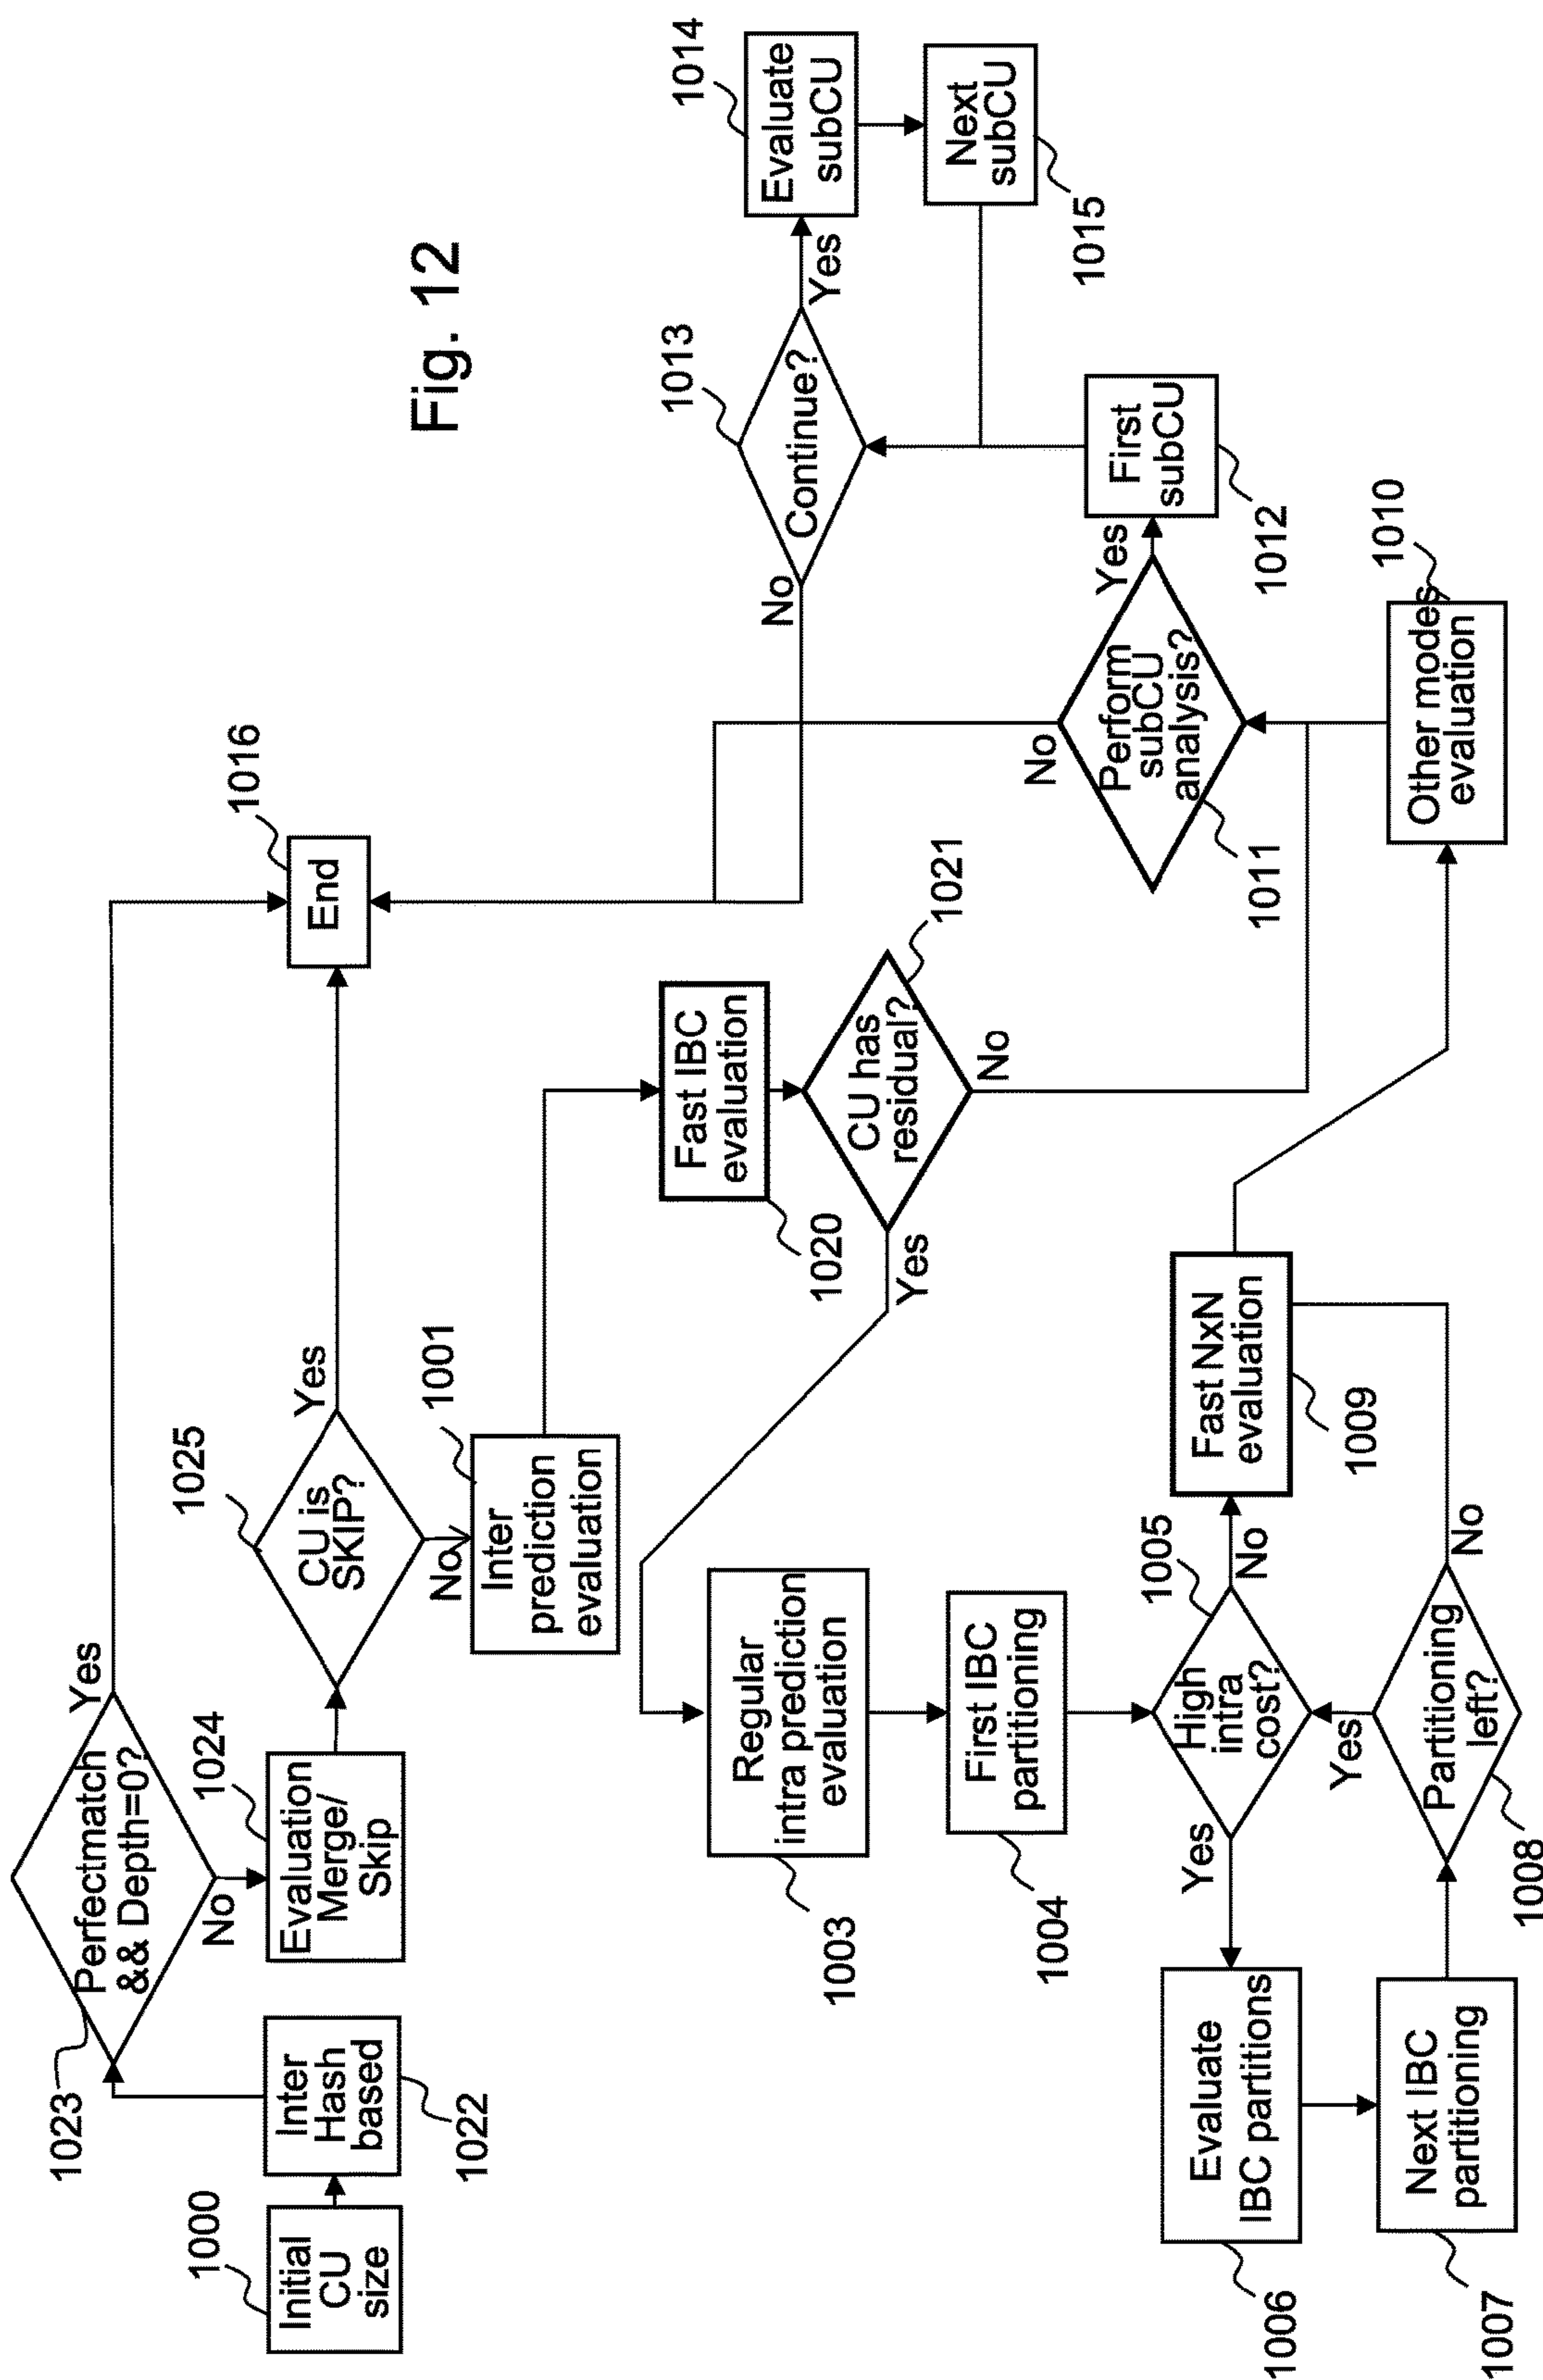 Fig. 12
1000
Initial
CU
size
1022
Inter
Hash
based
1023
Perfectmatch
&& Depth=0?
Yes
No
1024
Evaluation
Merge/
Skip
1025
CU is
SKIP?
Yes
No
1016
End
1001
Inter
prediction
evaluation
1020
Fast IBC
evaluation
1021
CU has
residual?
Yes
No
1003
Regular
intra prediction
evaluation
1004
First IBC
partitioning
1005
High
intra
cost?
Yes
No
1006
Evaluate
IBC partitions
1007
Next IBC
partitioning
1008
Partitioning
left?
Yes
No
1009
Fast NxN
evaluation
1010
Other modes
evaluation
1011
Perform
subCU
analysis?
No
Yes
1012
First
subCU
1013
Continue?
No
Yes
1014
Evaluate
subCU
1015
Next
subCU